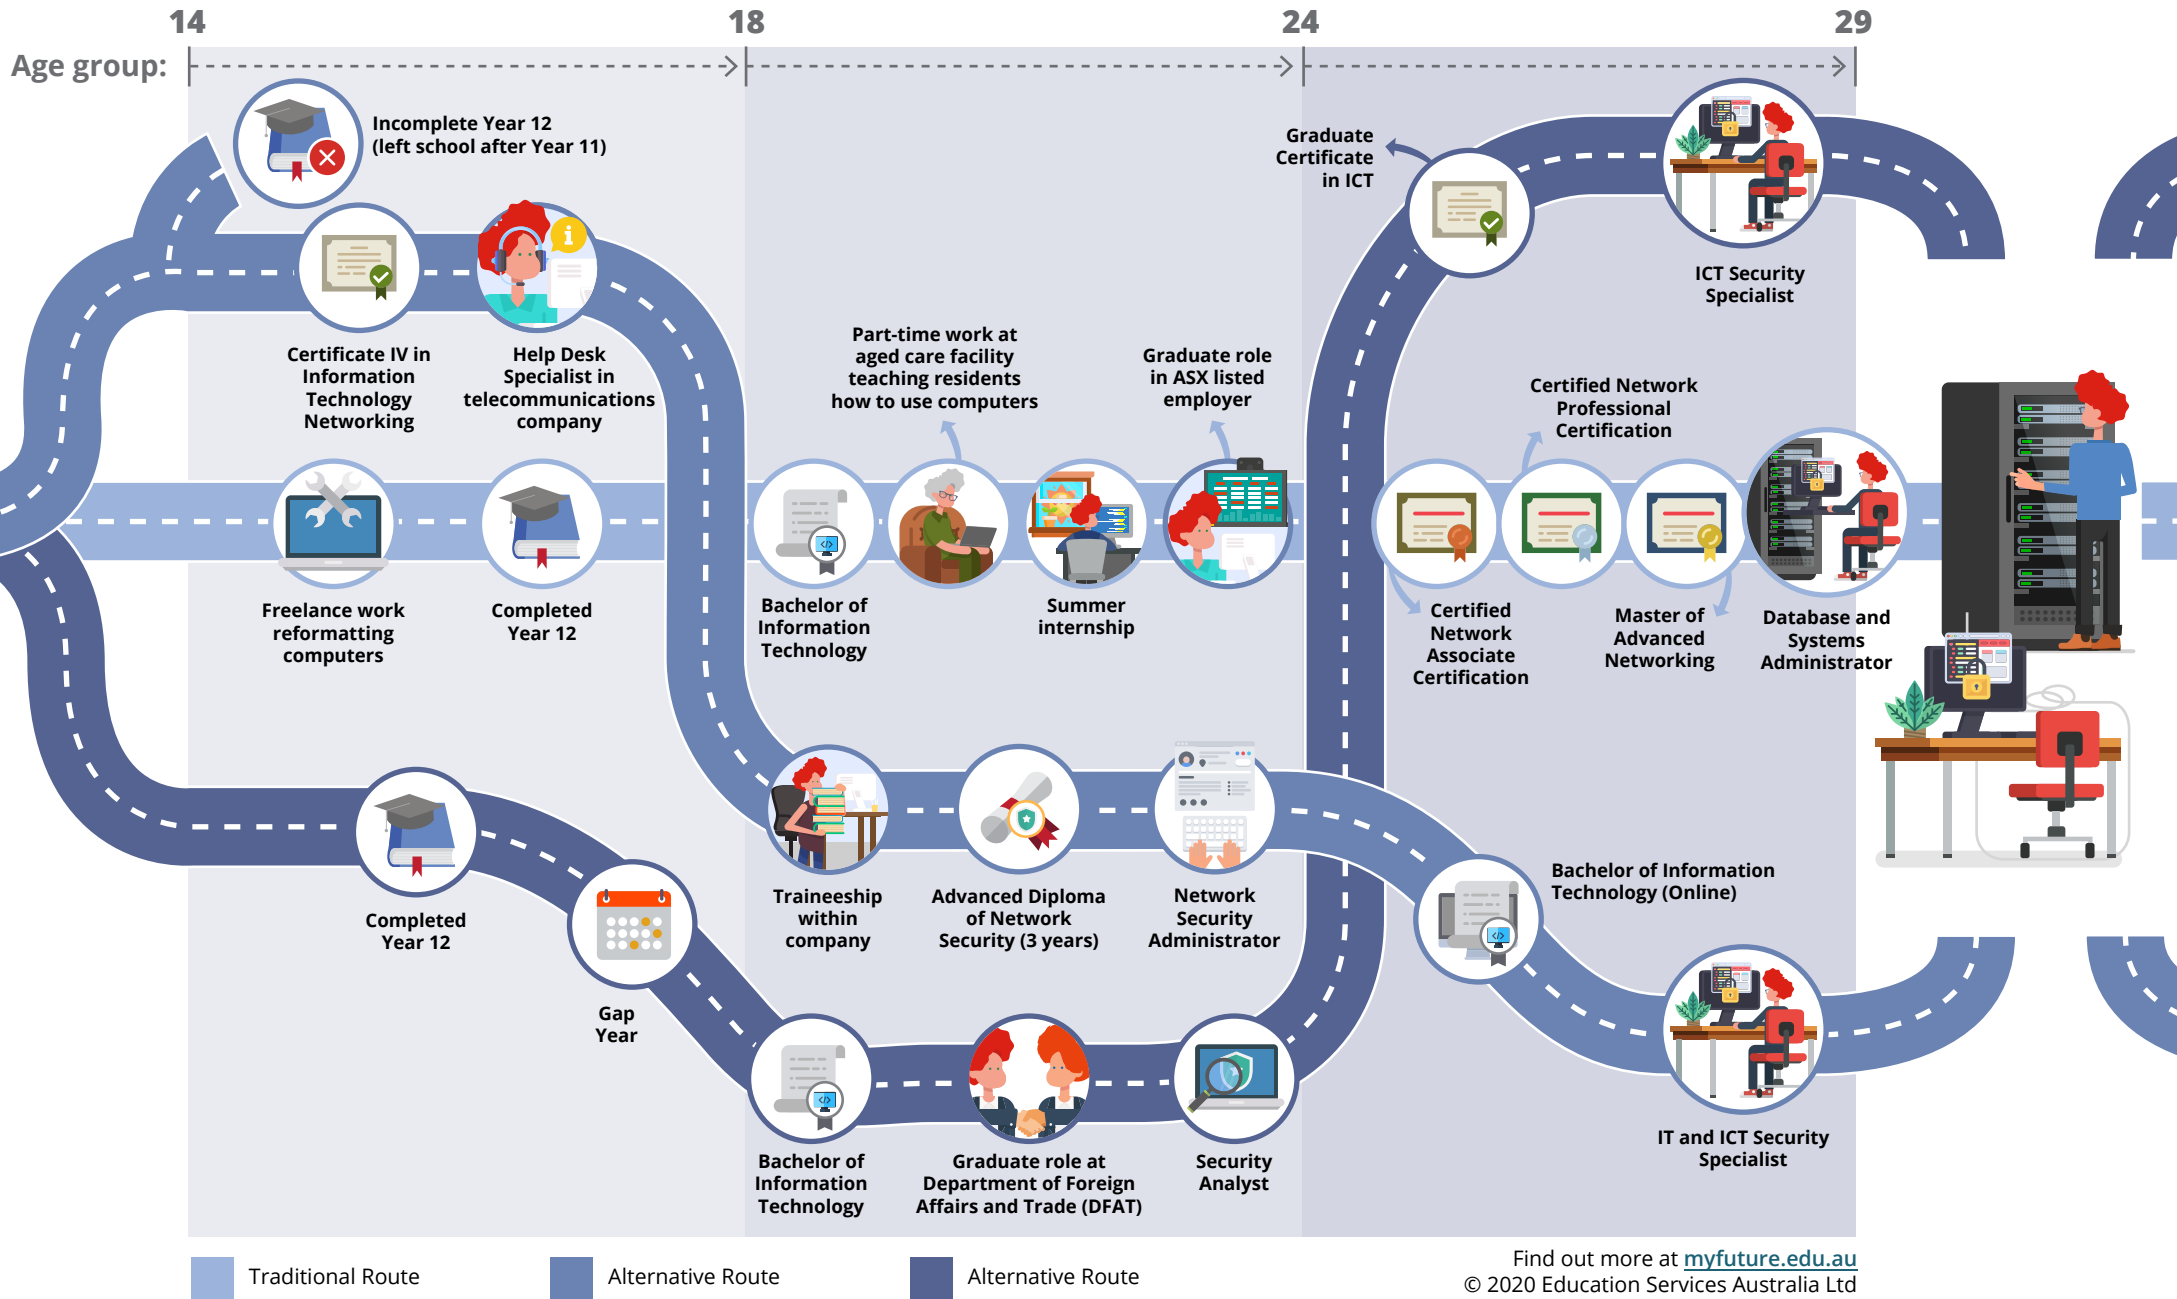 14
18
24
29
Age group:
Incomplete Year 12
(left school after Year 11)
Certificate IV in
Information
Technology
Networking
Help Desk
Specialist in
telecommunications
company
Freelance work
reformatting
computers
Completed
Year 12
Completed
Year 12
Gap
Year
Part-time work at
aged care facility
teaching residents
how to use computers
Graduate role
in ASX listed
employer
Bachelor of
Information
Technology
Summer
internship
Traineeship
within
company
Advanced Diploma
of Network
Security (3 years)
Network
Security
Administrator
Bachelor of
Information
Technology
Graduate role at
Department of Foreign
Affairs and Trade (DFAT)
Security
Analyst
Graduate
Certificate
in ICT
ICT Security
Specialist
Certified Network
Professional
Certification
Certified
Network
Associate
Certification
Master of
Advanced
Networking
Database and
Systems
Administrator
Bachelor of Information
Technology (Online)
IT and ICT Security
Specialist
Traditional Route
Alternative Route
Alternative Route
Find out more at myfuture.edu.au
© 2020 Education Services Australia Ltd